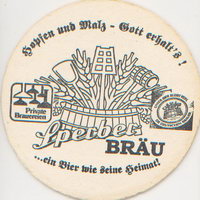 Hopfen und Malz - Gott erhalt's!
Private
Brauereien
Sperber
BRÄU
...ein Bier wie seine Heimat!